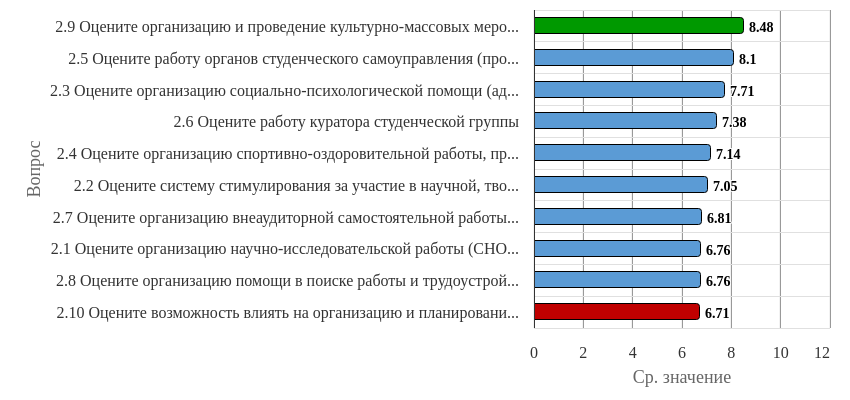 2.9 Оцените организацию и проведение культурно-массовых меро... 8.48
2.5 Оцените работу органов студенческого самоуправления (про... 8.1
2.3 Оцените организацию социально-психологической помощи (ад... 7.71
2.6 Оцените работу куратора студенческой группы 7.38
2.4 Оцените организацию спортивно-оздоровительной работы, пр... 7.14
2.2 Оцените систему стимулирования за участие в научной, тво... 7.05
2.7 Оцените организацию внеаудиторной самостоятельной работы... 6.81
2.1 Оцените организацию научно-исследовательской работы (СНО... 6.76
2.8 Оцените организацию помощи в поиске работы и трудоустрой... 6.76
2.10 Оцените возможность влиять на организацию и планировани... 6.71
Вопрос
0 2 4 6 8 10 12
Ср. значение